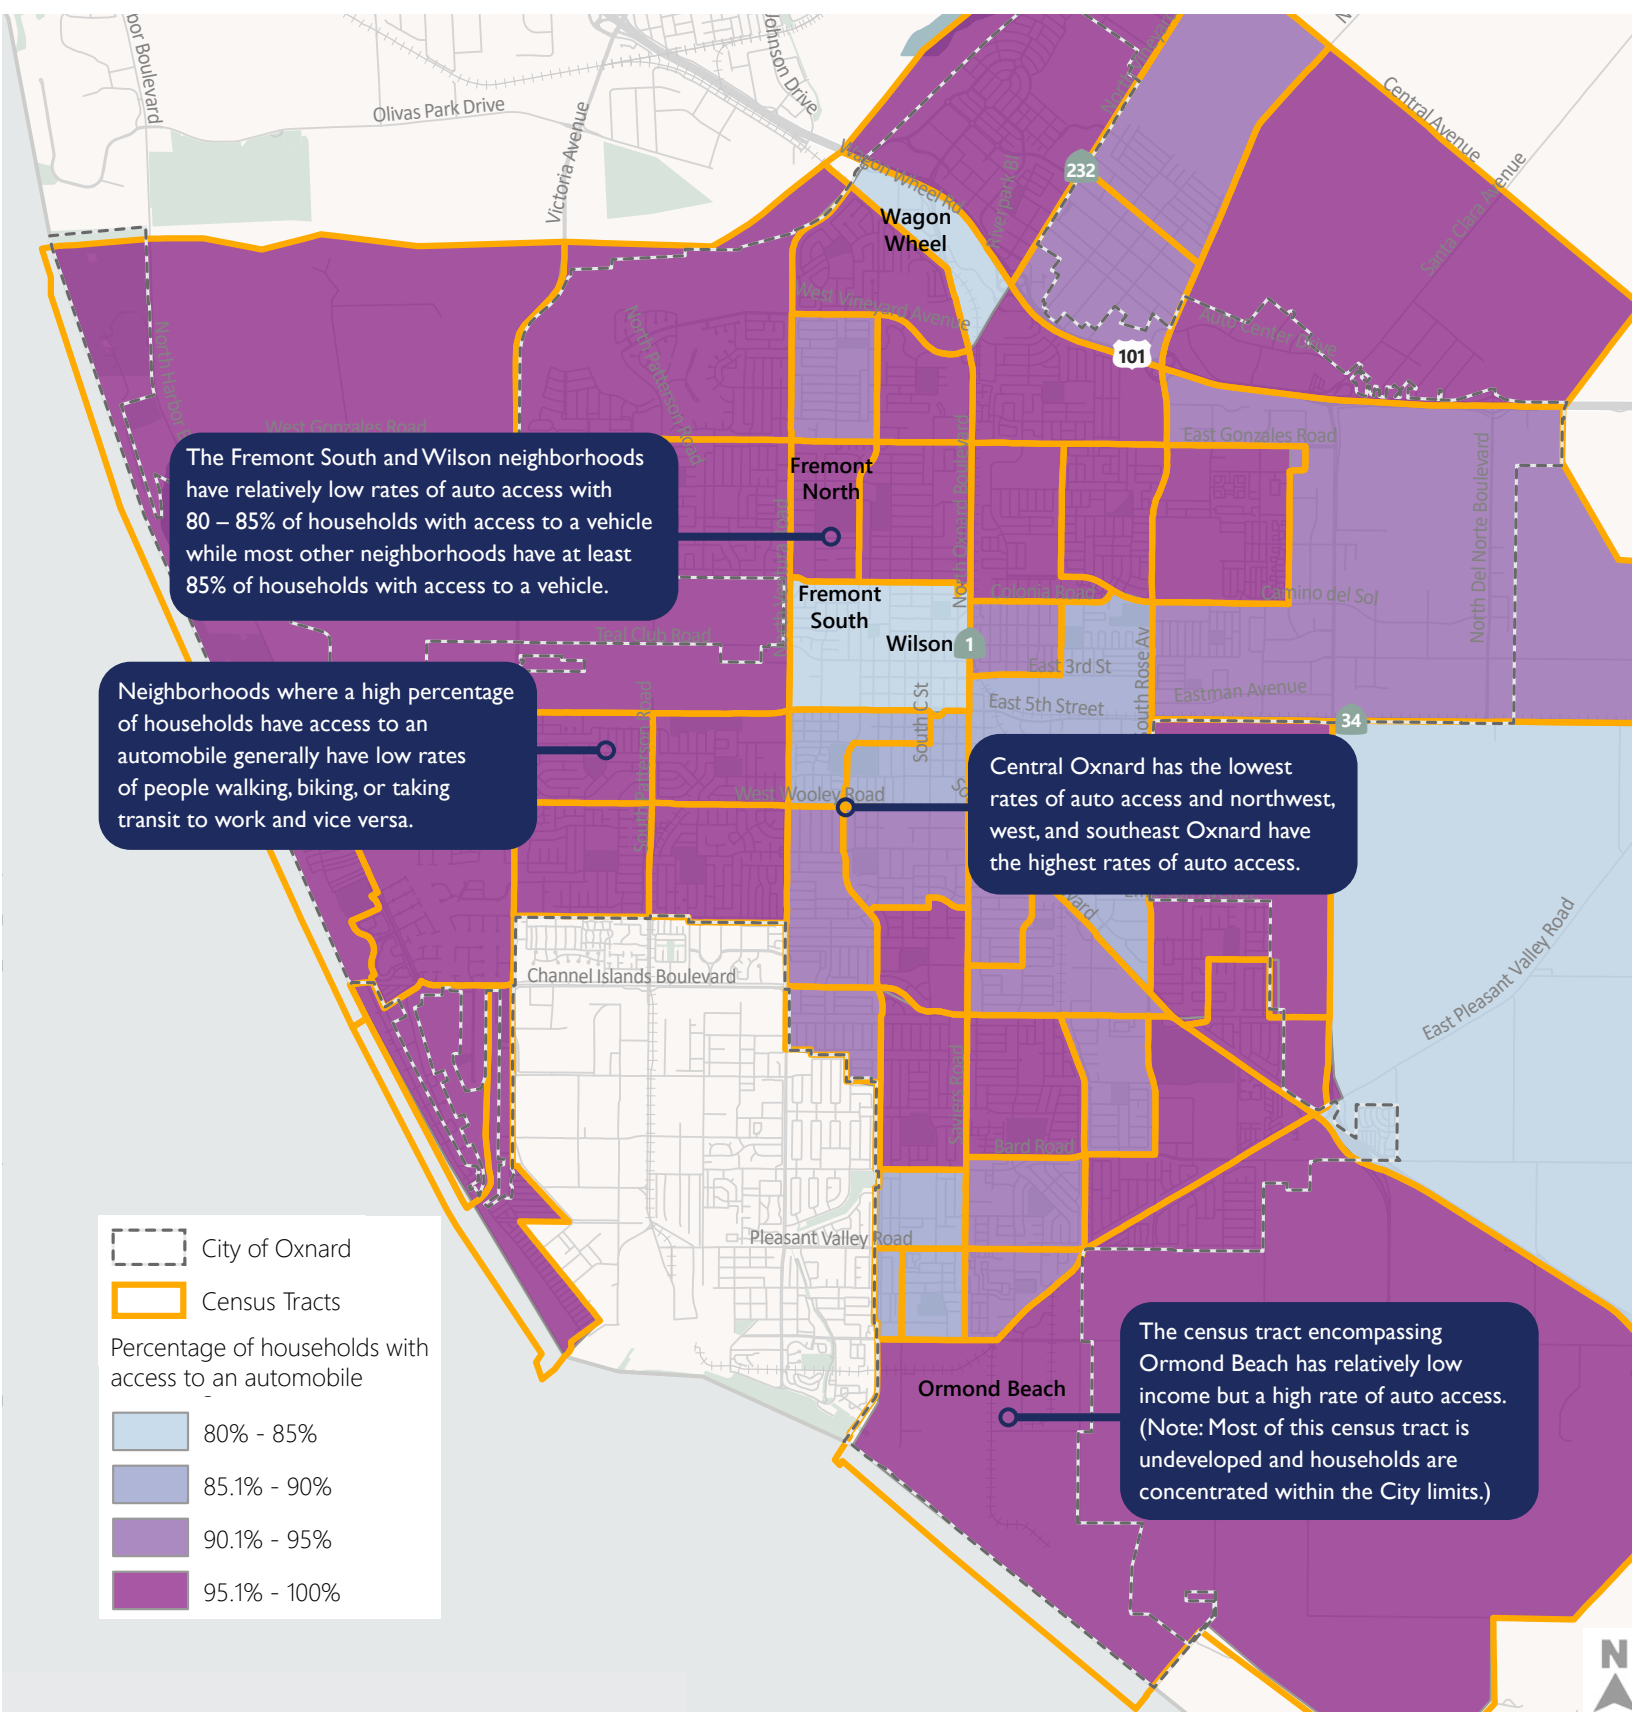 bor Boulevard
Johnson Drive
Olivas Park Drive
Victoria Avenue
Central Avenue
Santa Clara Avenue
Wagon Wheel Rd
Riverpark Bl
232
Wagon
Wheel
West Vineyard Avenue
Auto Center Drive
101
North Patterson Road
West Gonzales Road
East Gonzales Road
The Fremont South and Wilson neighborhoods
have relatively low rates of auto access with
80 – 85% of households with access to a vehicle
while most other neighborhoods have at least
85% of households with access to a vehicle.
Fremont
North
North Oxnard Boulevard
North Del Norte Boulevard
Fremont
South
Colonia Road
Camino del Sol
Teal Club Road
Wilson
1
East 3rd St
South Rose Av
Eastman Avenue
East 5th Street
South C St
34
Neighborhoods where a high percentage
of households have access to an
automobile generally have low rates
of people walking, biking, or taking
transit to work and vice versa.
South Patterson Road
West Wooley Road
Central Oxnard has the lowest
rates of auto access and northwest,
west, and southeast Oxnard have
the highest rates of auto access.
Channel Islands Boulevard
East Pleasant Valley Road
Saviers Road
Bard Road
Pleasant Valley Road
City of Oxnard
Census Tracts
Percentage of households with
access to an automobile
80% - 85%
85.1% - 90%
90.1% - 95%
95.1% - 100%
Ormond Beach
The census tract encompassing
Ormond Beach has relatively low
income but a high rate of auto access.
(Note: Most of this census tract is
undeveloped and households are
concentrated within the City limits.)
N